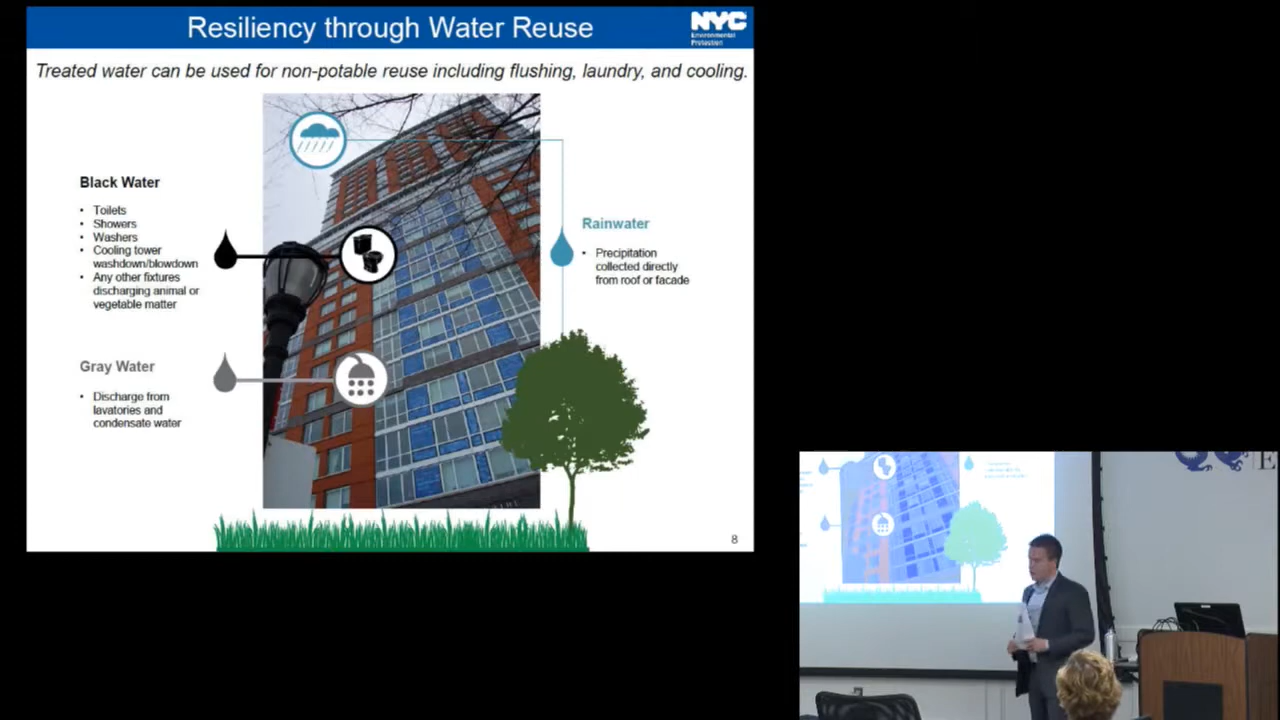 Resiliency through Water Reuse
NYC
Environmental
Protection
Treated water can be used for non-potable reuse including flushing, laundry, and cooling.
Black Water
• Toilets
• Showers
• Washers
• Cooling tower
washdown/blowdown
• Any other fixtures
discharging animal or
vegetable matter
Gray Water
• Discharge from
lavatories and
condensate water
Rainwater
• Precipitation
collected directly
from roof or facade
8